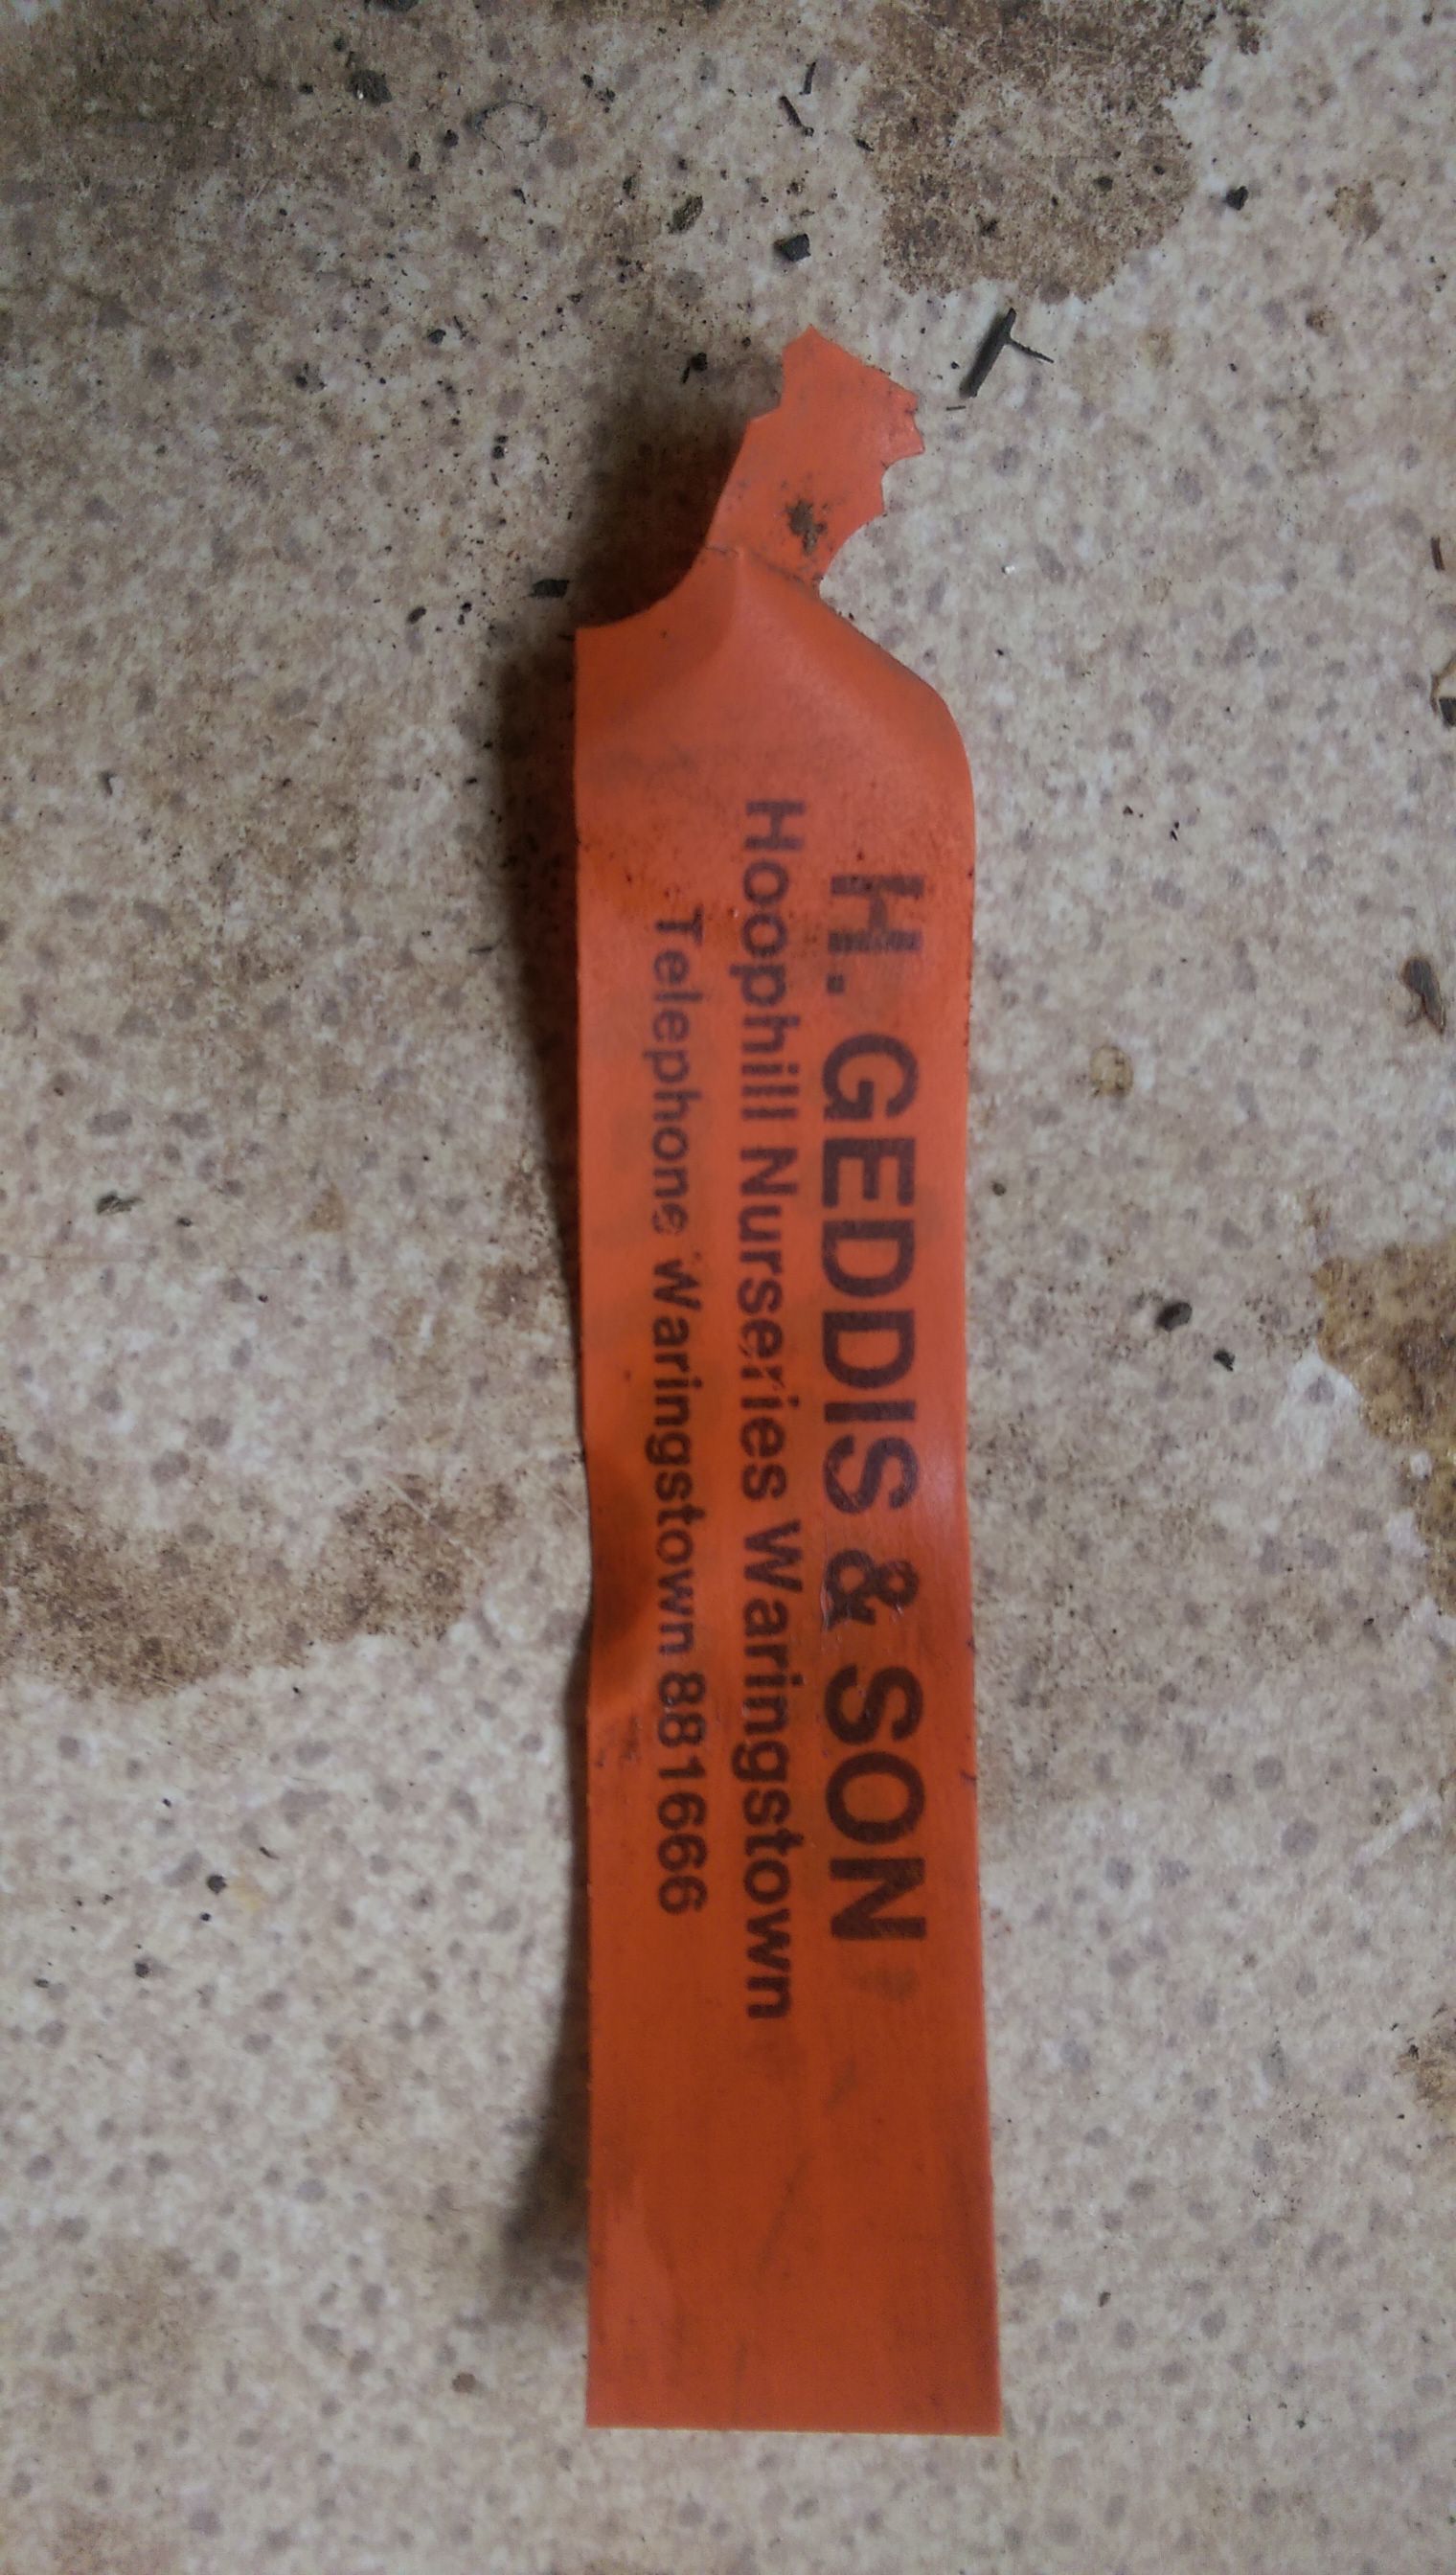 H. GEDDIS & SON
Hoophill Nurseries Waringstown
Telephone Waringstown 881666